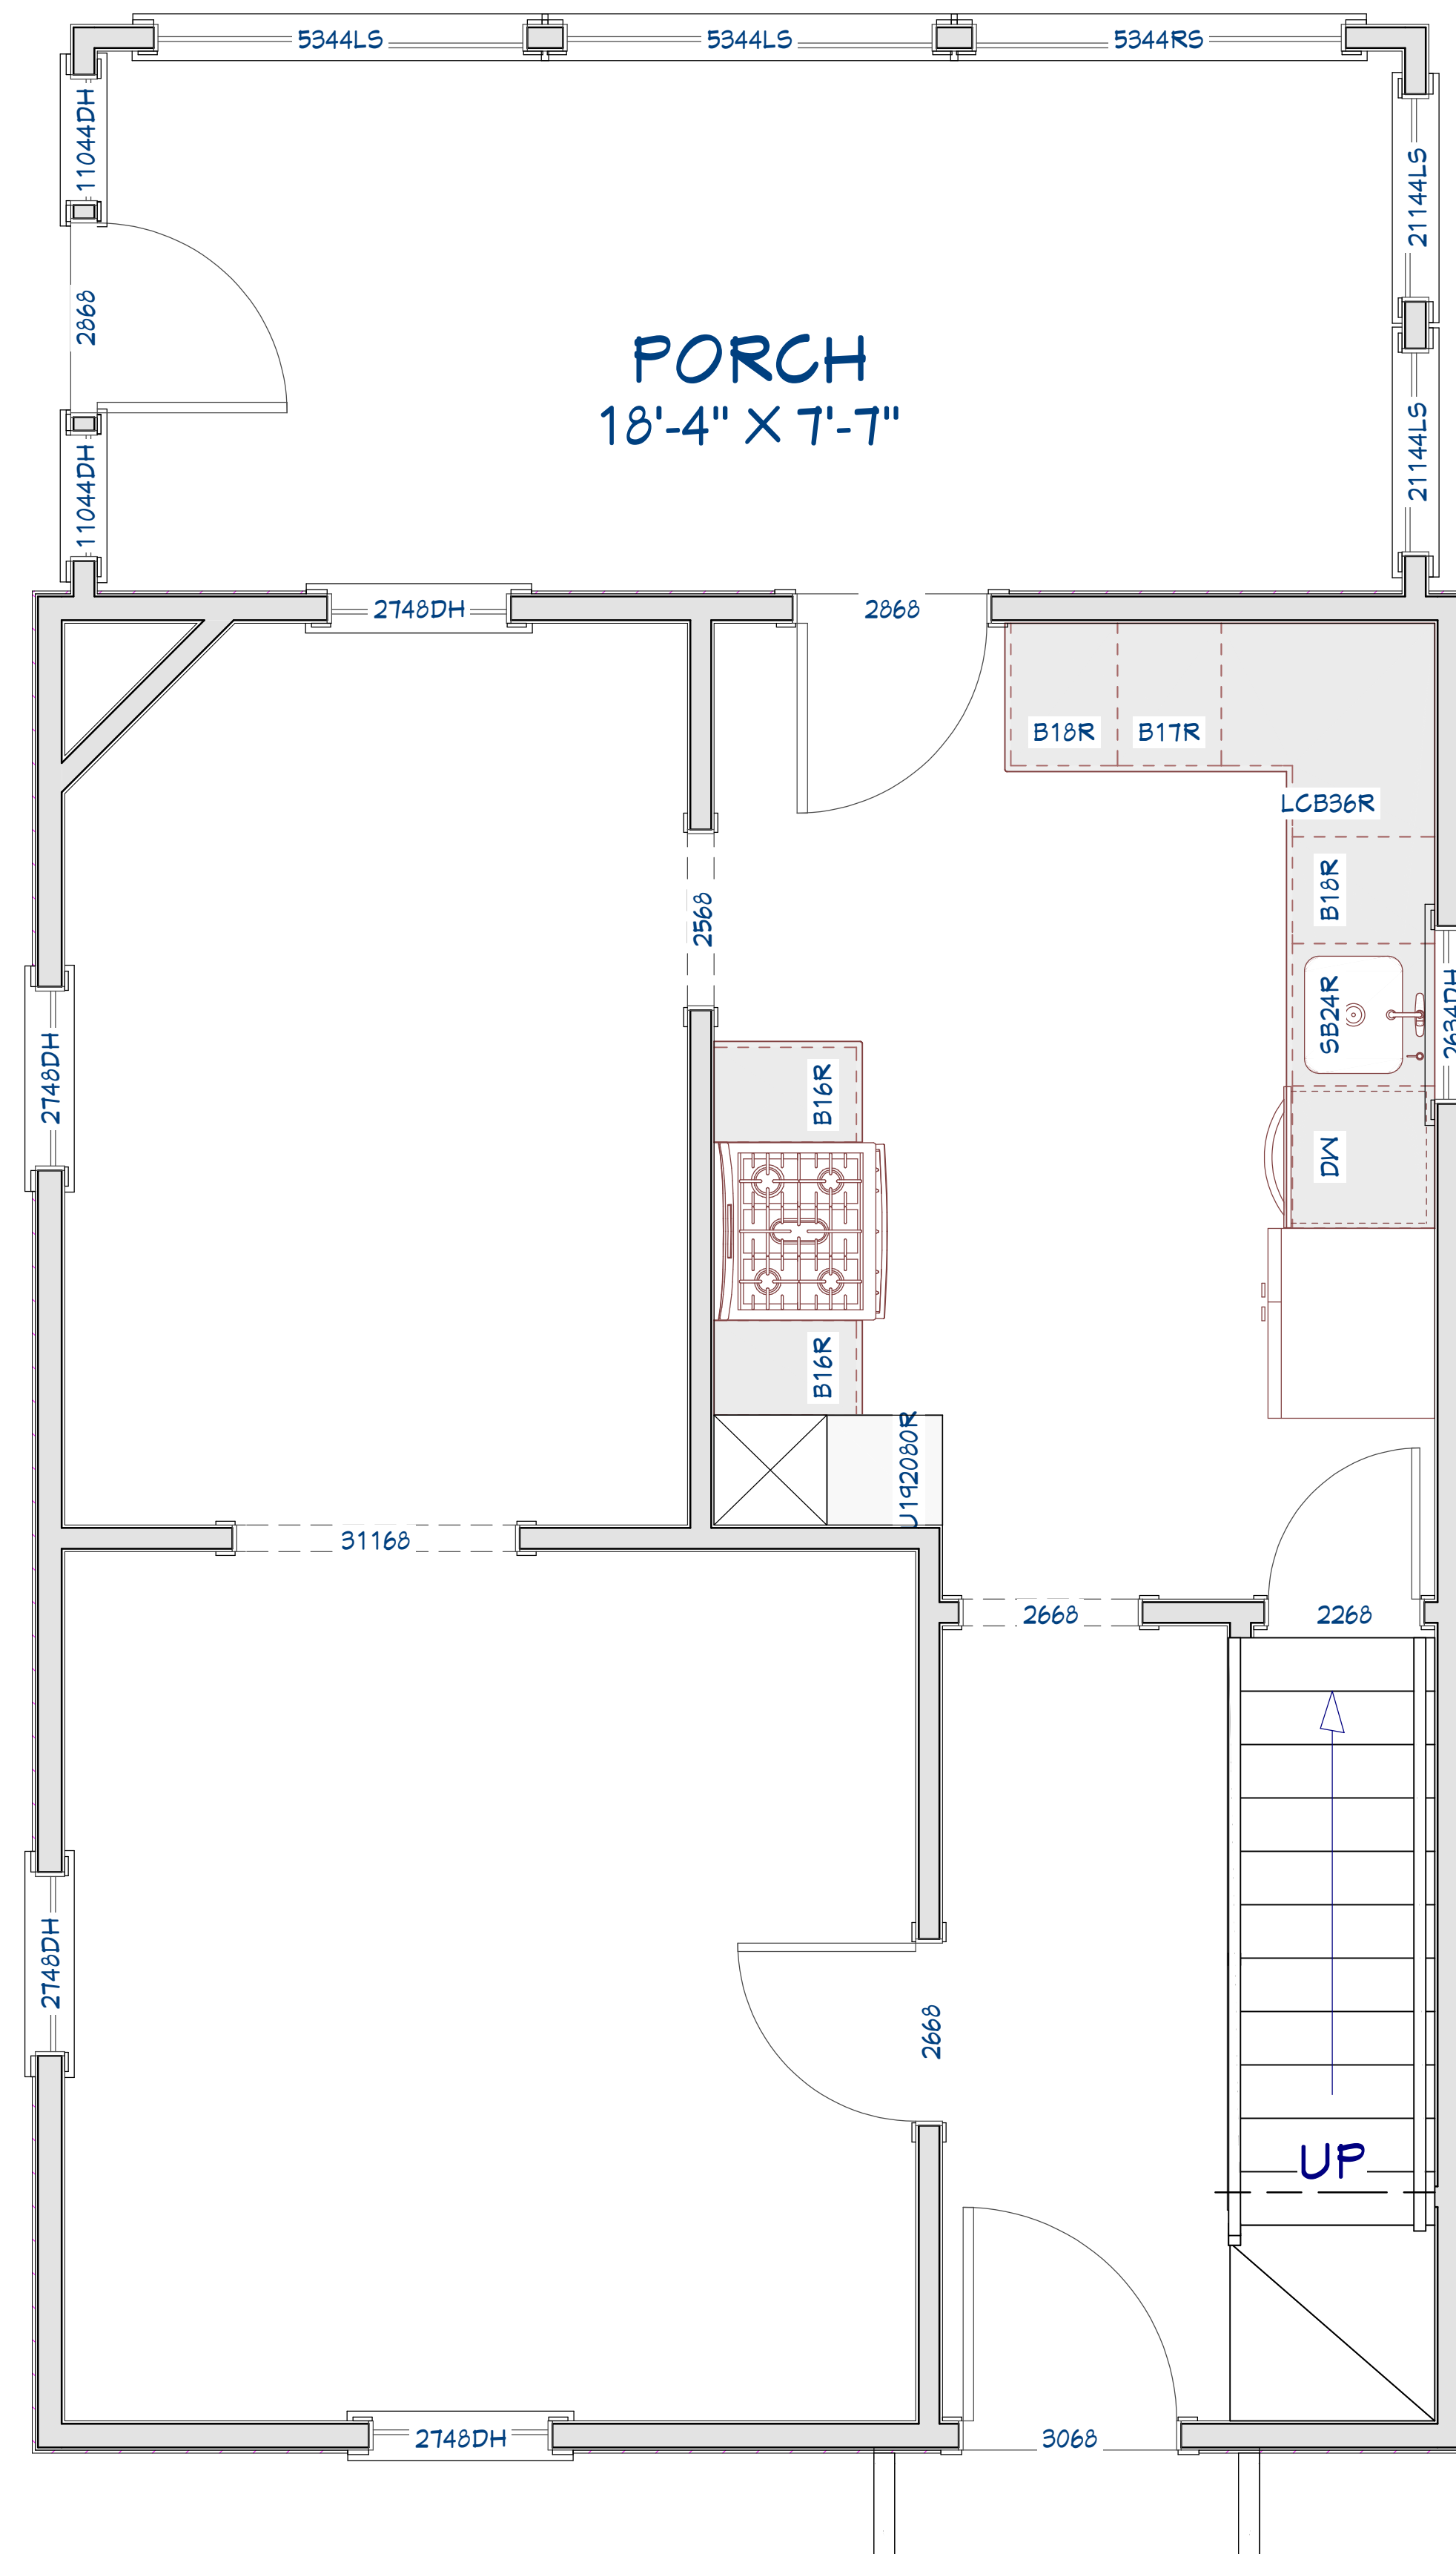 5344LS
5344LS
5344RS
11044DH
21144LS
2868
PORCH
18'-4" X 7'-7"
11044DH
21144LS
2748DH
2868
B18R
B17R
LCB36R
B18R
2568
SB24R
2634DH
2748DH
B16R
DW
B16R
U192080R
31168
2668
2268
2748DH
2668
UP
2748DH
3068